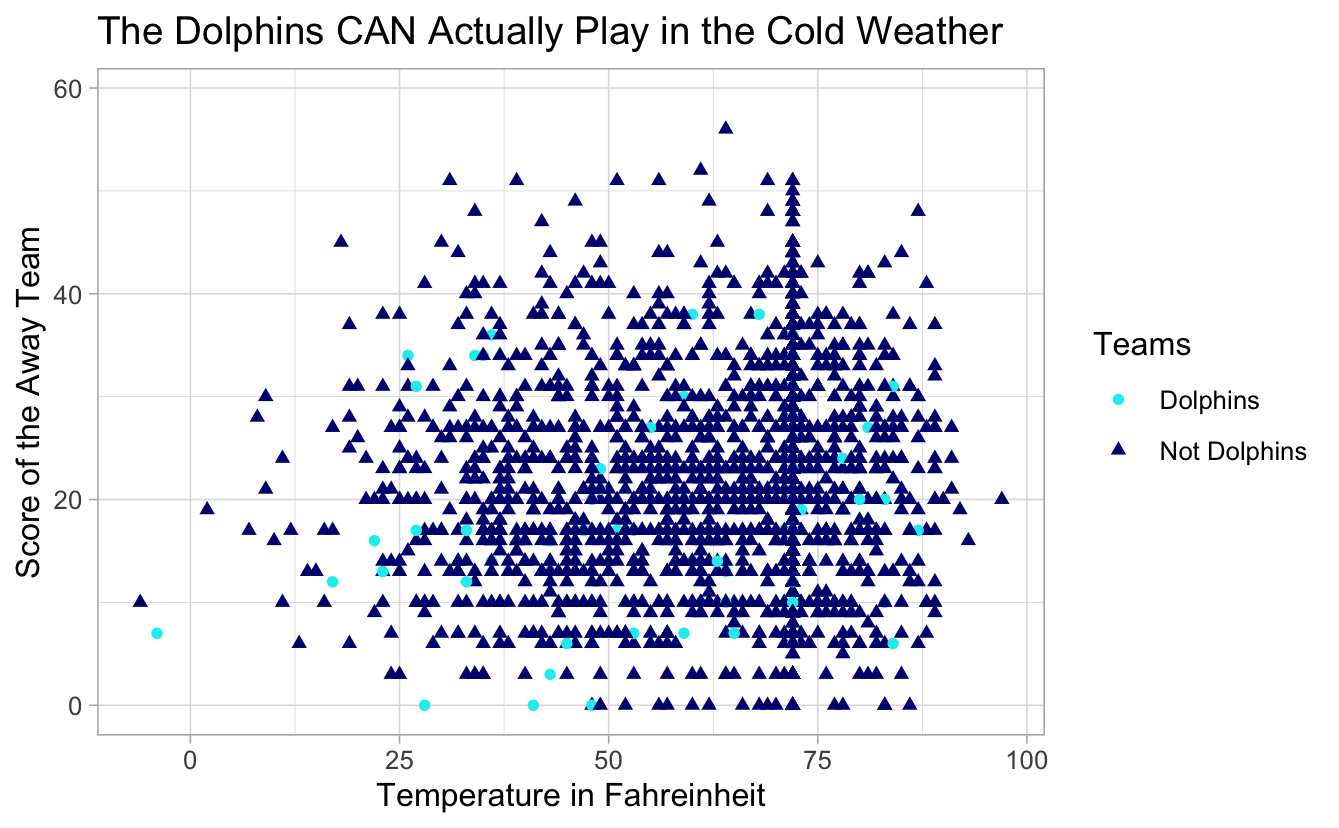 The Dolphins CAN Actually Play in the Cold Weather
60
40
20
0
Score of the Away Team
0 25 50 75 100
Temperature in Fahreinheit
Teams
Dolphins
Not Dolphins